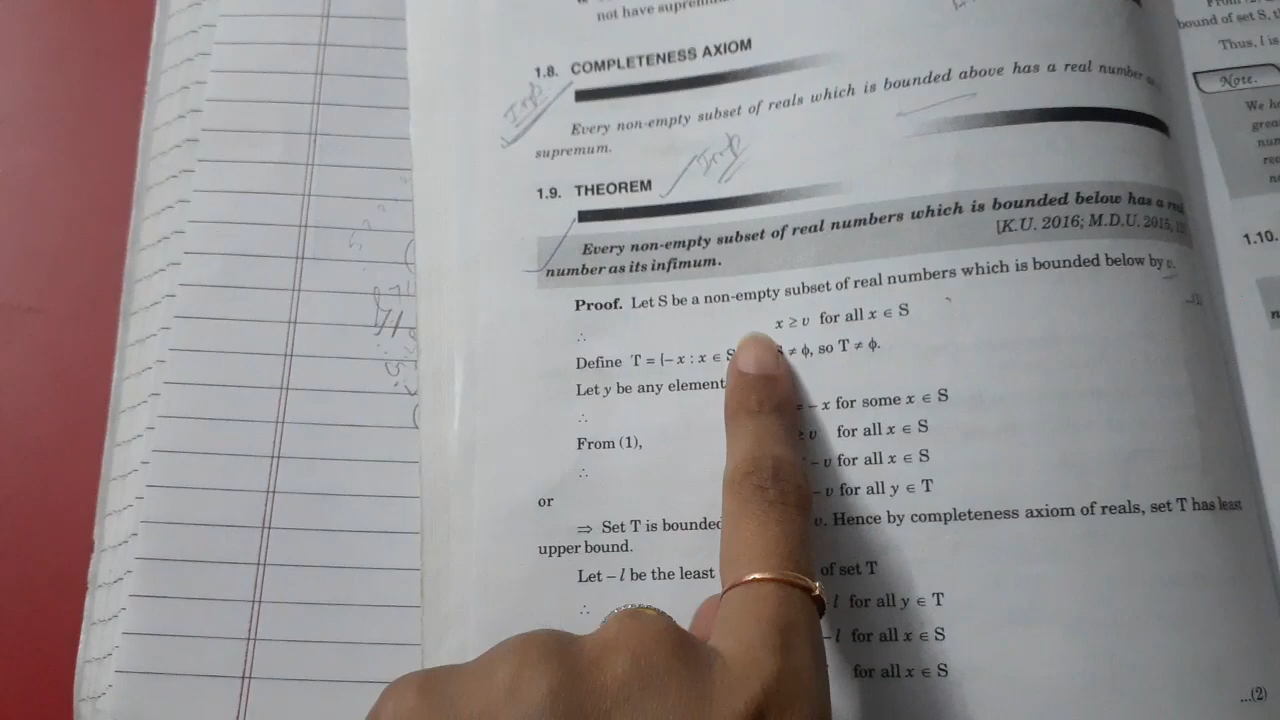 not have
1.8. COMPLETENESS AXIOM
Imp.
Every non-empty subset of reals which is bounded above has a real number
supremum.
Imp
1.9. THEOREM
Every non-empty subset of real numbers which is bounded below has a real
number as its infimum. [K.U. 2016; M.D.U. 2015,
Proof. Let S be a non-empty subset of real numbers which is bounded below by v.
∴ x ≥ v for all x ∈ S ...(1)
Define T = {– x : x ∈ S ≠ ϕ, so T ≠ ϕ.
Let y be any element
∴ = – x for some x ∈ S
From (1), ≥ v for all x ∈ S
∴ – v for all x ∈ S
or – v for all y ∈ T
⇒ Set T is bounded v. Hence by completeness axiom of reals, set T has least
upper bound.
Let – l be the least of set T
∴ l for all y ∈ T
– l for all x ∈ S
for all x ∈ S
...(2)
bound of set S,
Thus, l is
Note.
We
1.10.